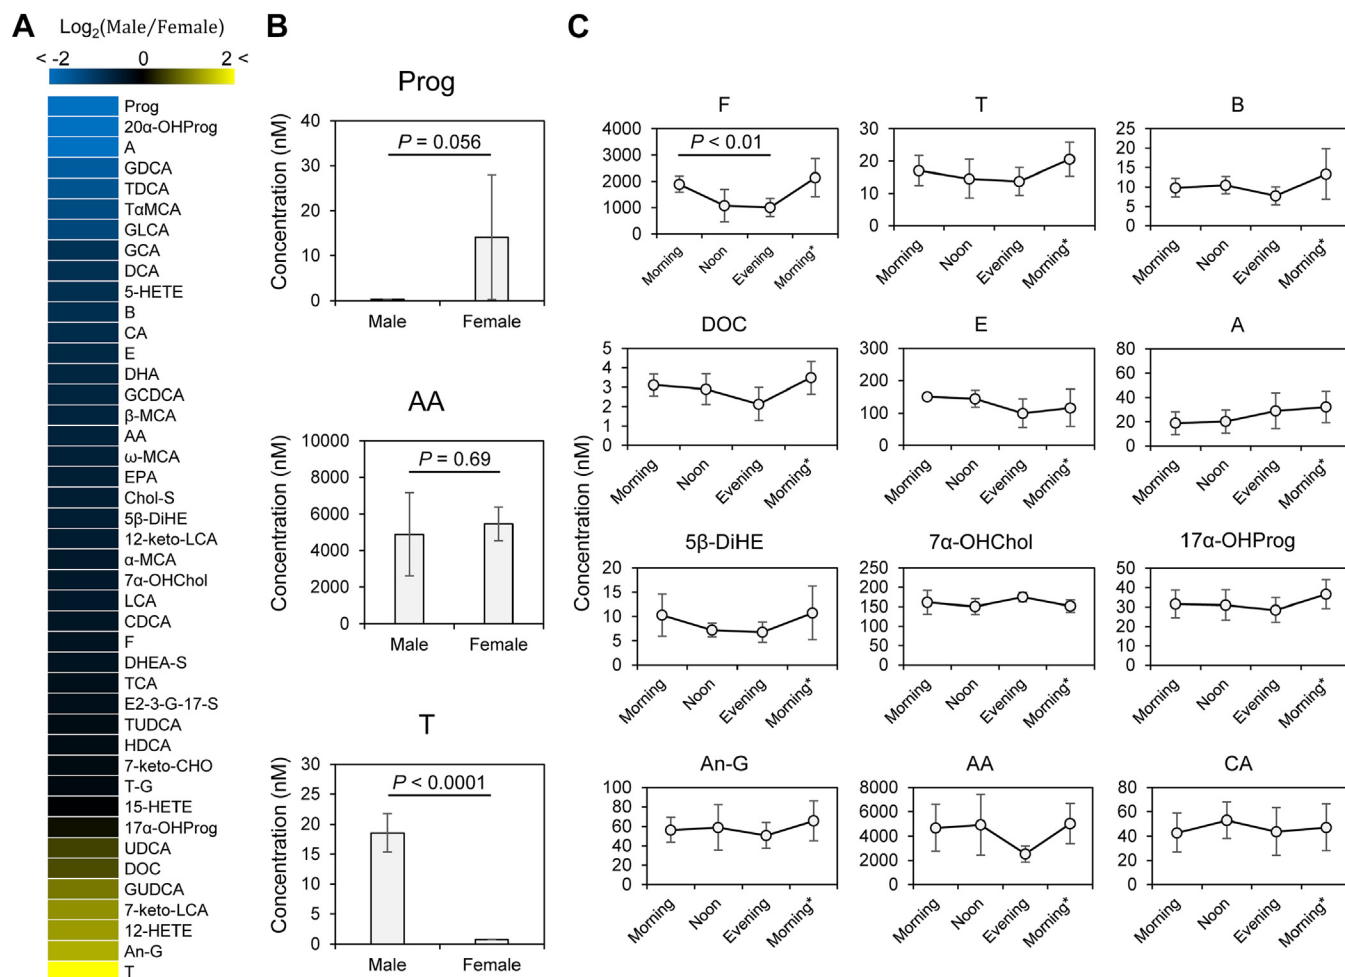 A
Log2(Male/Female)
< -2 0 2 <
Prog
20α-OHProg
A
GDCA
TDCA
TαMCA
GLCA
GCA
DCA
5-HETE
B
CA
E
DHA
GCDCA
β-MCA
AA
ω-MCA
EPA
Chol-S
5β-DiHE
12-keto-LCA
α-MCA
7α-OHChol
LCA
CDCA
F
DHEA-S
TCA
E2-3-G-17-S
TUDCA
HDCA
7-keto-CHO
T-G
15-HETE
17α-OHProg
UDCA
DOC
GUDCA
7-keto-LCA
12-HETE
An-G
T
B
Prog
Concentration (nM)
40
30
20
10
0
P = 0.056
Male Female
AA
Concentration (nM)
10000
8000
6000
4000
2000
0
P = 0.69
Male Female
T
Concentration (nM)
30
25
20
15
10
5
0
P < 0.0001
Male Female
C
Concentration (nM)
F
4000
3000
2000
1000
0
P < 0.01
Morning Noon Evening Morning*
T
30
20
10
0
Morning Noon Evening Morning*
B
25
20
15
10
5
0
Morning Noon Evening Morning*
DOC
5
4
3
2
1
0
Morning Noon Evening Morning*
E
300
200
100
0
Morning Noon Evening Morning*
A
80
60
40
20
0
Morning Noon Evening Morning*
5β-DiHE
20
15
10
5
0
Morning Noon Evening Morning*
7α-OHChol
250
200
150
100
50
0
Morning Noon Evening Morning*
17α-OHProg
50
40
30
20
10
0
Morning Noon Evening Morning*
An-G
100
80
60
40
20
0
Morning Noon Evening Morning*
AA
8000
6000
4000
2000
0
Morning Noon Evening Morning*
CA
80
60
40
20
0
Morning Noon Evening Morning*